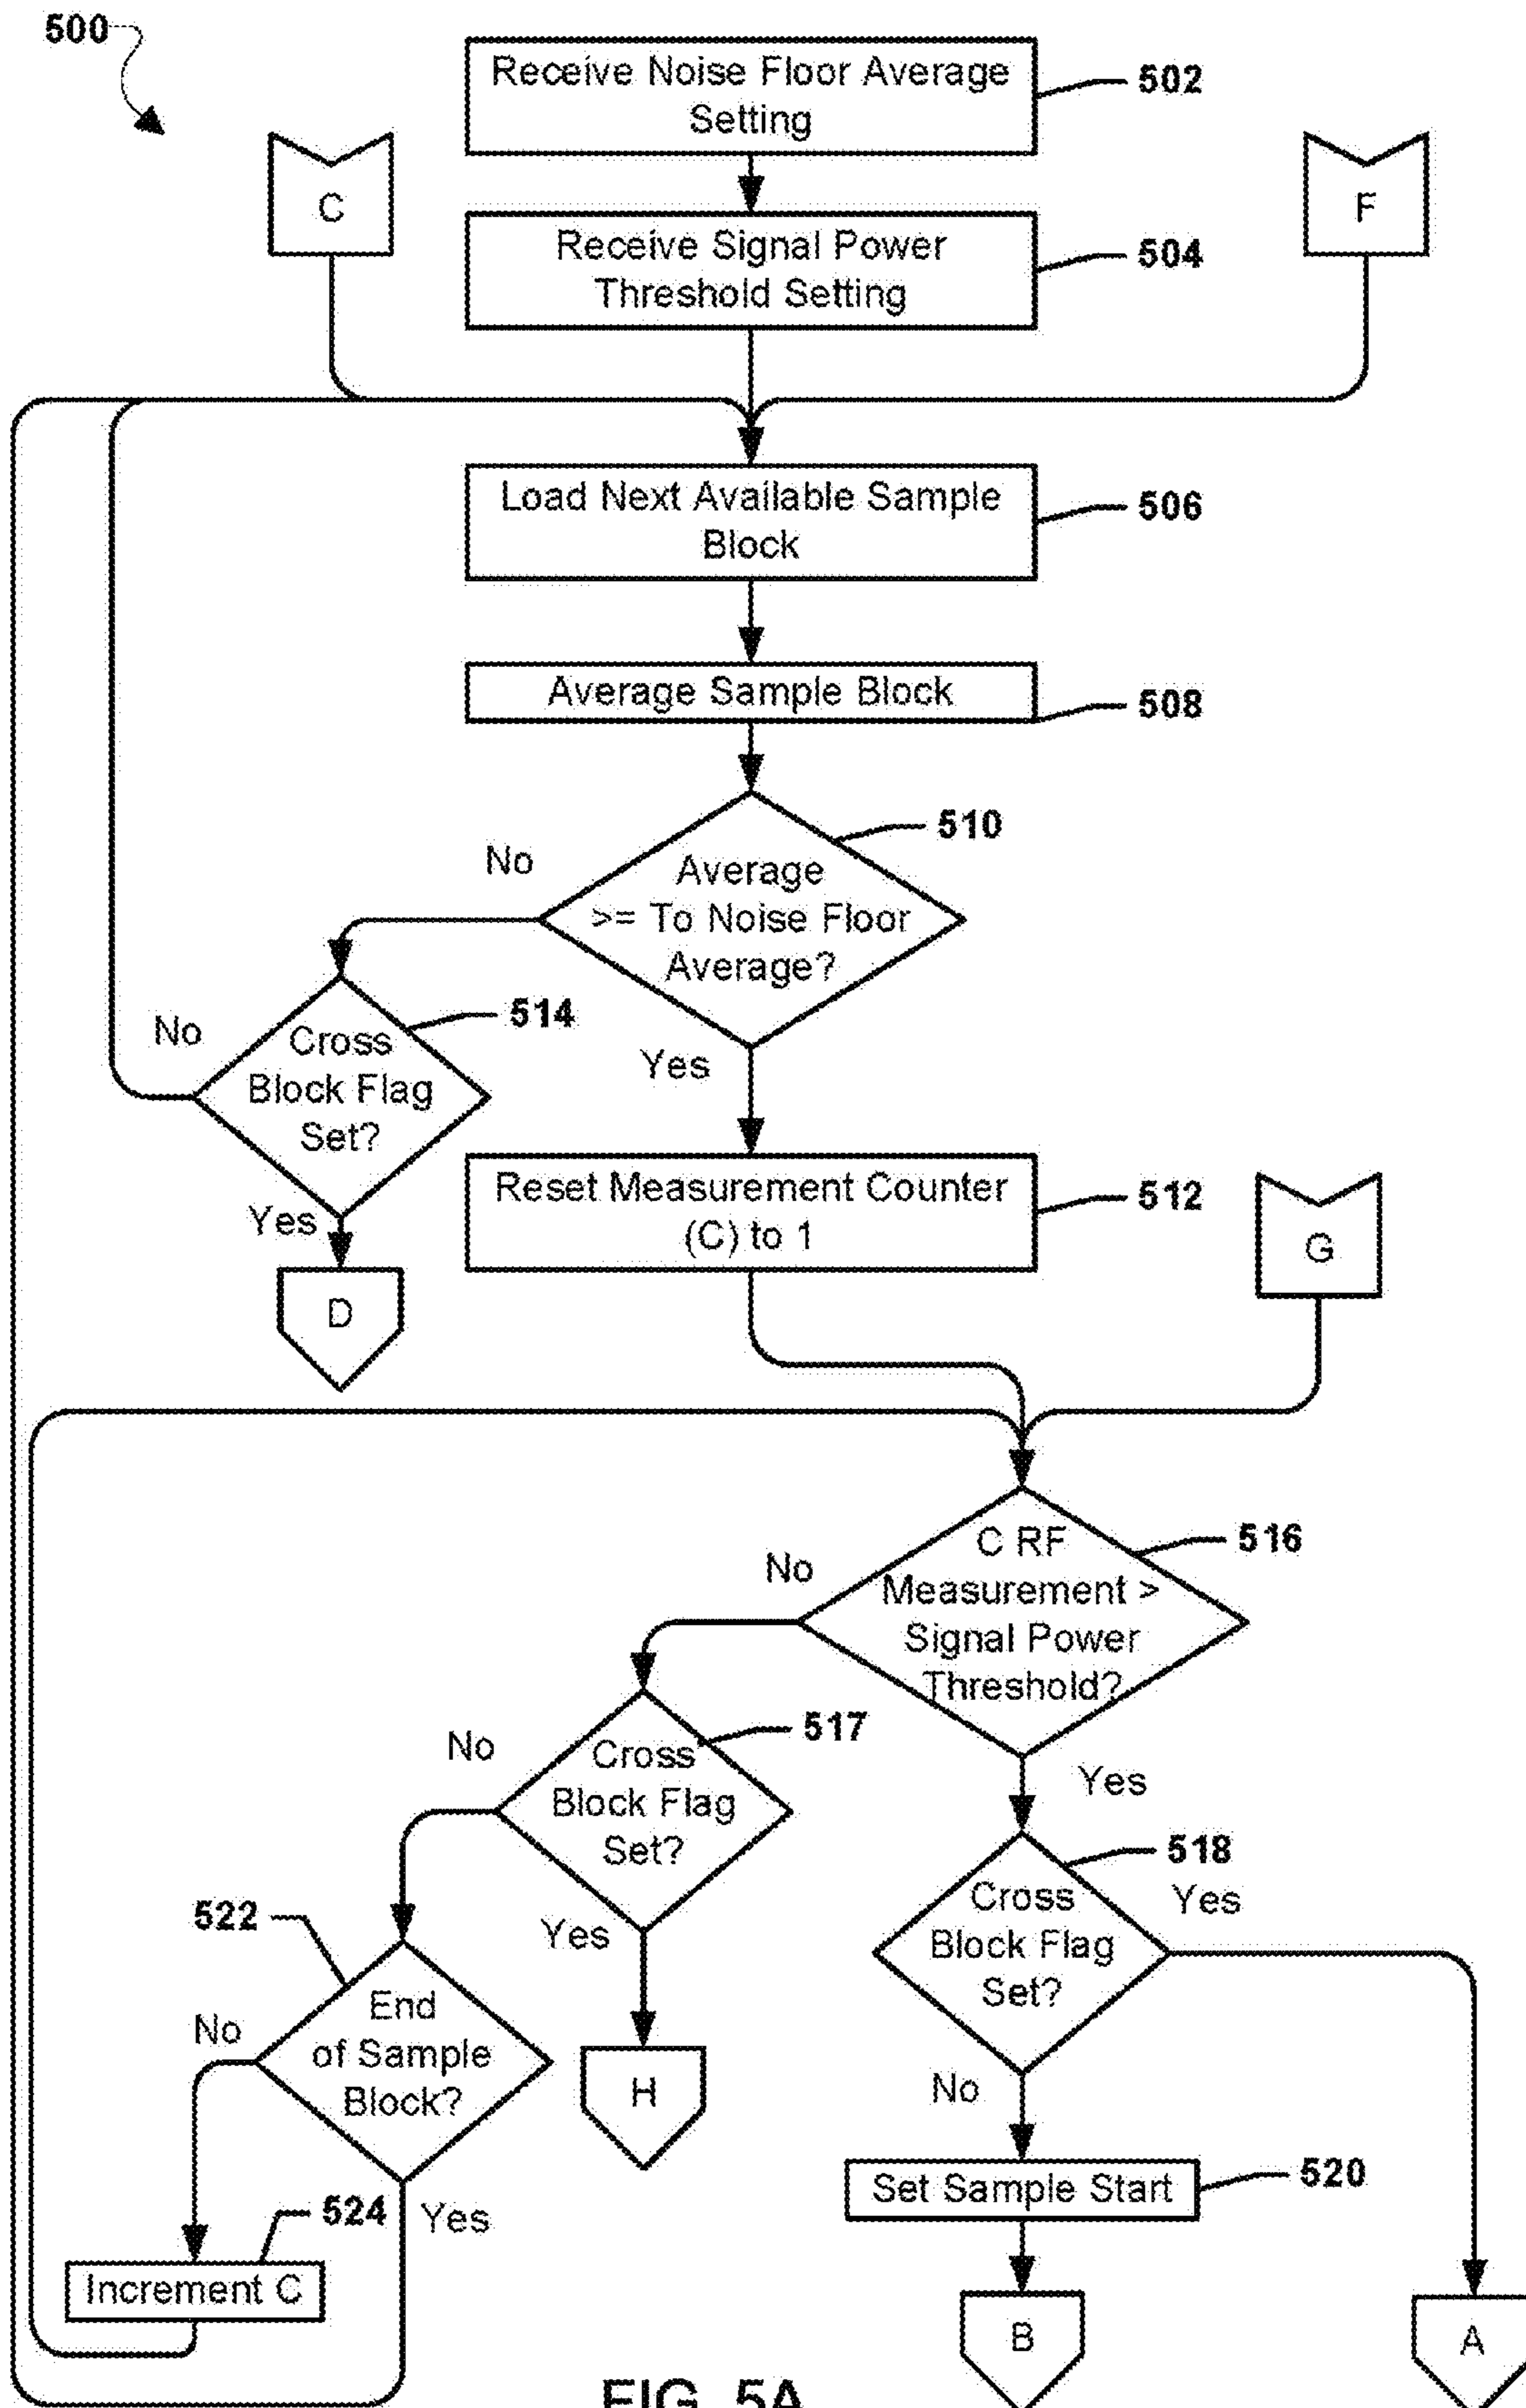 500
Receive Noise Floor Average
Setting
502
C
F
Receive Signal Power
Threshold Setting
504
Load Next Available Sample
Block
506
Average Sample Block
508
510
No
Average
>= To Noise Floor
Average?
514
No
Cross
Block Flag
Set?
Yes
Yes
Reset Measurement Counter
(C) to 1
512
G
D
C RF
Measurement >
Signal Power
Threshold?
516
No
517
No
Cross
Block Flag
Set?
Yes
Yes
518
Cross
Block Flag
Set?
Yes
522
End
of Sample
Block?
No
H
No
Set Sample Start
520
524
Yes
Increment C
B
A
FIG. 5A